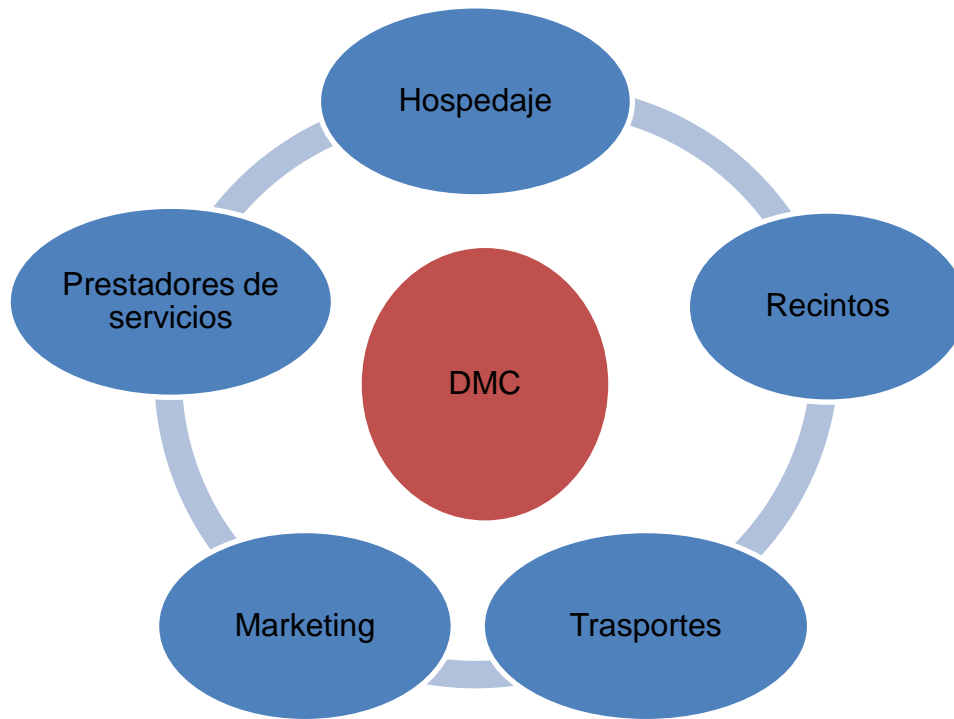 Hospedaje
Prestadores de
servicios
Recintos
DMC
Marketing
Trasportes